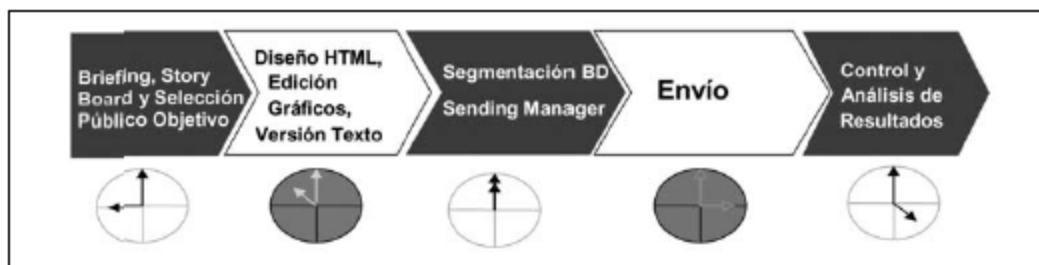 Briefing, Story
Board y Selección
Público Objetivo
Diseño HTML,
Edición
Gráficos,
Versión Texto
Segmentación BD
Sending Manager
Envío
Control y
Análisis de
Resultados